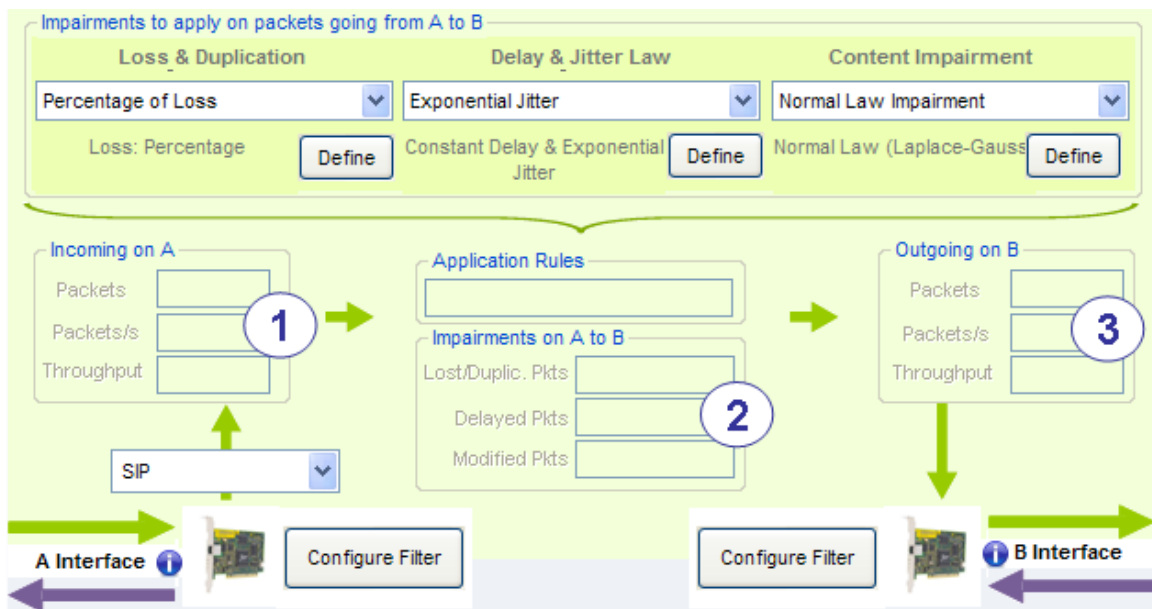 Impairments to apply on packets going from A to B
Loss & Duplication
Delay & Jitter Law
Content Impairment
Percentage of Loss
Exponential Jitter
Normal Law Impairment
Loss: Percentage
Define
Constant Delay & Exponential
Jitter
Define
Normal Law (Laplace-Gauss
Define
Incoming on A
Packets
Packets/s
Throughput
1
Application Rules
Impairments on A to B
Lost/Duplic. Pkts
Delayed Pkts
Modified Pkts
2
Outgoing on B
Packets
Packets/s
Throughput
3
SIP
A Interface
Configure Filter
Configure Filter
B Interface